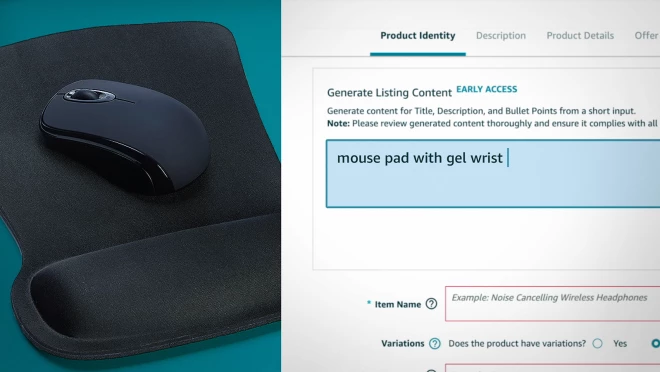 Product Identity Description Product Details Offer
Generate Listing Content EARLY ACCESS
Generate content for Title, Description, and Bullet Points from a short input.
Note: Please review generated content thoroughly and ensure it complies with all
mouse pad with gel wrist
* Item Name ? Example: Noise Cancelling Wireless Headphones
Variations ? Does the product have variations? Yes